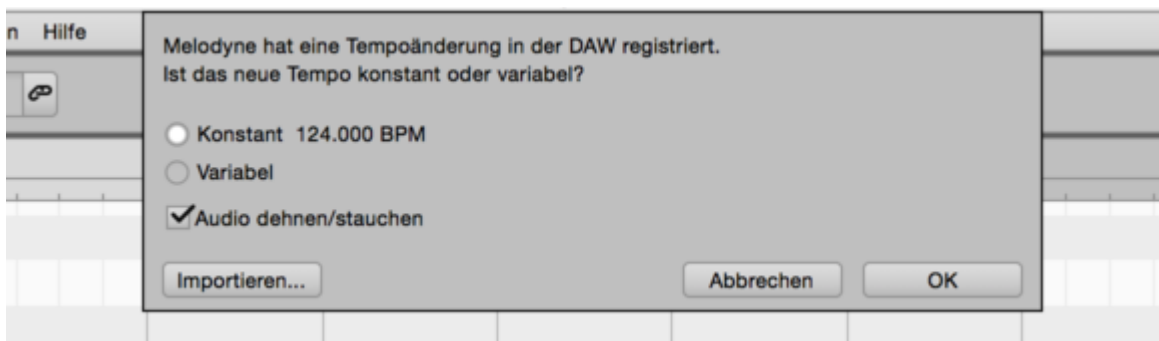 n Hilfe
Melodyne hat eine Tempoänderung in der DAW registriert.
Ist das neue Tempo konstant oder variabel?
Konstant 124.000 BPM
Variabel
Audio dehnen/stauchen
Importieren... Abbrechen OK